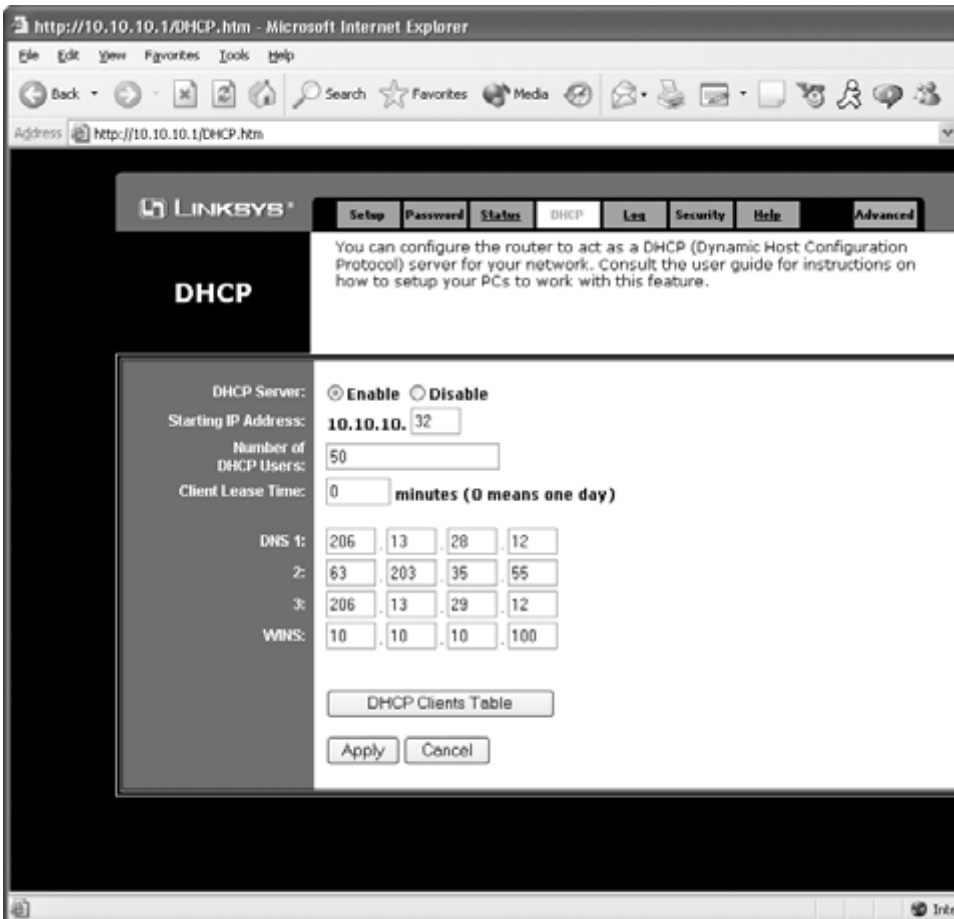 http://10.10.10.1/DHCP.htm - Microsoft Internet Explorer
File Edit View Favorites Tools Help
Back Search Favorites Media
Address http://10.10.10.1/DHCP.htm
LINKSYS®
Setup Password Status DHCP Log Security Help Advanced
DHCP
You can configure the router to act as a DHCP (Dynamic Host Configuration
Protocol) server for your network. Consult the user guide for instructions on
how to setup your PCs to work with this feature.
DHCP Server: Enable Disable
Starting IP Address: 10.10.10. 32
Number of
DHCP Users: 50
Client Lease Time: 0 minutes (0 means one day)
DNS 1: 206 . 13 . 28 . 12
2: 63 . 203 . 35 . 55
3: 206 . 13 . 29 . 12
WINS: 10 . 10 . 10 . 100
DHCP Clients Table
Apply Cancel